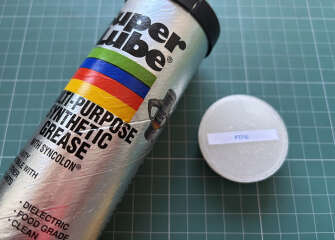 Super
Lube®
MULTI-PURPOSE
SYNTHETIC
GREASE
WITH SYNCOLON®
• DIELECTRIC
• FOOD GRADE
• CLEAN
PTFE